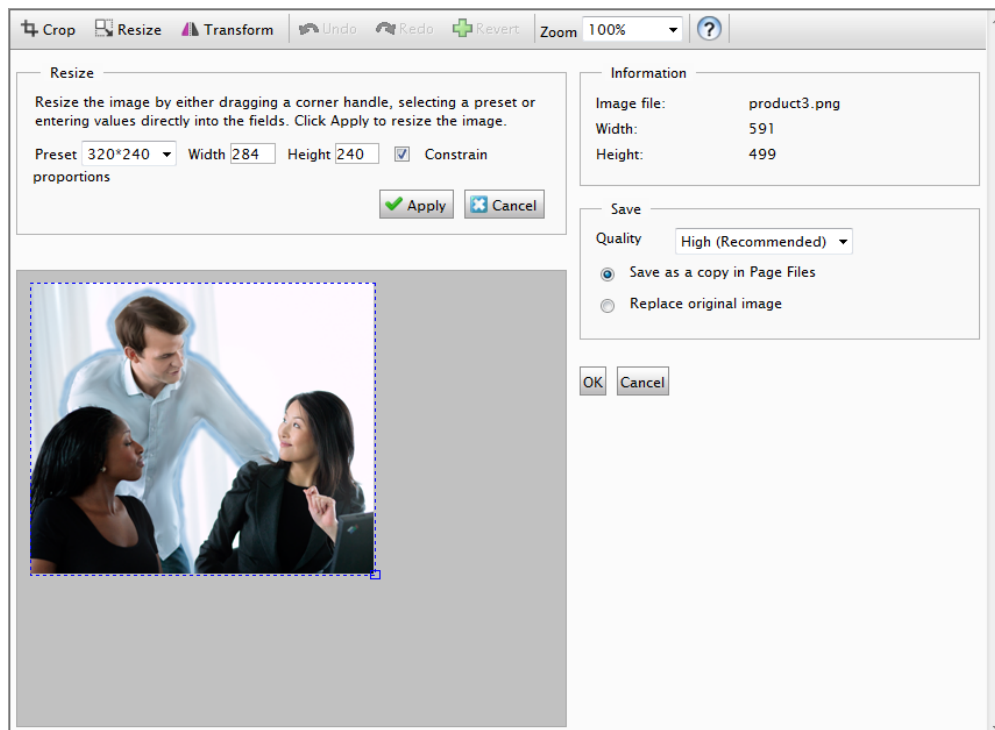 Crop Resize Transform Undo Redo Revert Zoom 100% ?
Resize
Resize the image by either dragging a corner handle, selecting a preset or
entering values directly into the fields. Click Apply to resize the image.
Preset 320*240 Width 284 Height 240 Constrain
proportions
Apply Cancel
Information
Image file: product3.png
Width: 591
Height: 499
Save
Quality High (Recommended)
Save as a copy in Page Files
Replace original image
OK Cancel